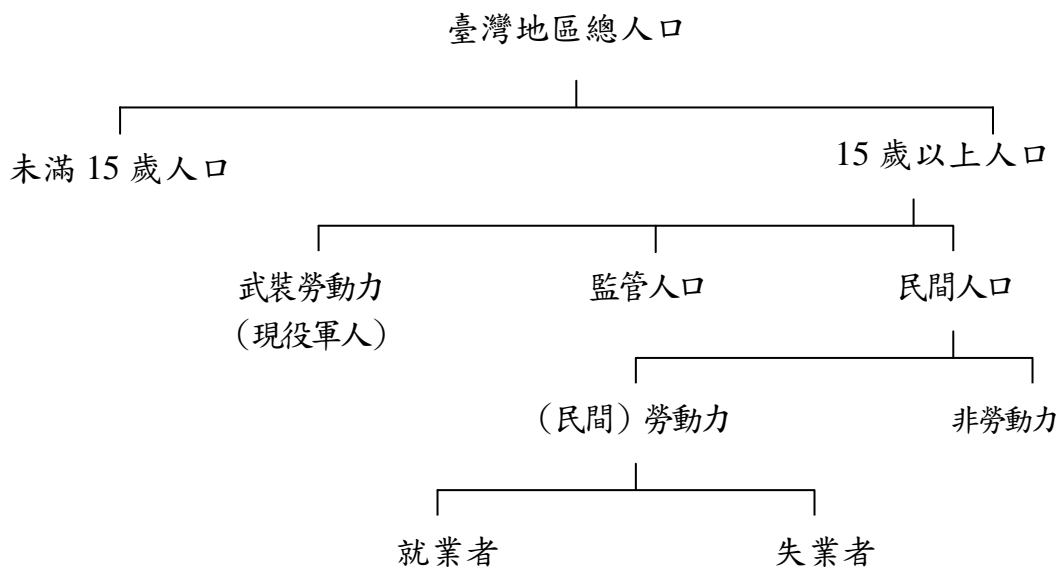 臺灣地區總人口
未滿 15 歲人口
15 歲以上人口
武裝勞動力
（現役軍人）
監管人口
民間人口
（民間）勞動力
非勞動力
就業者
失業者